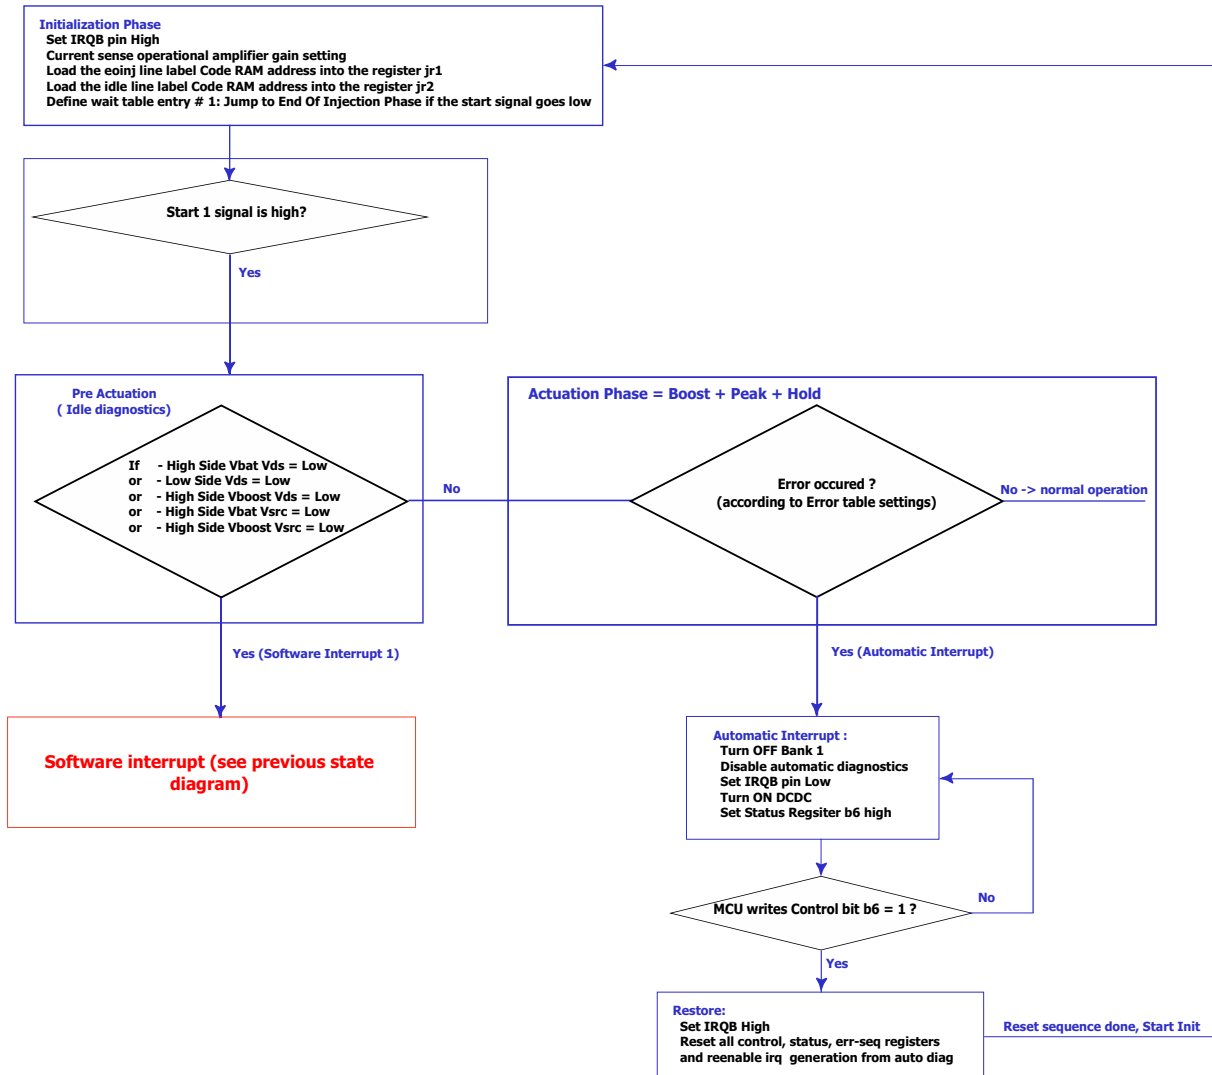 Initialization Phase
Set IRQB pin High
Current sense operational amplifier gain setting
Load the eoinj line label Code RAM address into the register jr1
Load the idle line label Code RAM address into the register jr2
Define wait table entry # 1: Jump to End Of Injection Phase if the start signal goes low
Start 1 signal is high?
Yes
Pre Actuation
( Idle diagnostics)
If - High Side Vbat Vds = Low
or - Low Side Vds = Low
or - High Side Vboost Vds = Low
or - High Side Vbat Vsrc = Low
or - High Side Vboost Vsrc = Low
No
Actuation Phase = Boost + Peak + Hold
Error occured ?
(according to Error table settings)
No -> normal operation
Yes (Software Interrupt 1)
Yes (Automatic Interrupt)
Software interrupt (see previous state
diagram)
Automatic Interrupt :
Turn OFF Bank 1
Disable automatic diagnostics
Set IRQB pin Low
Turn ON DCDC
Set Status Regsiter b6 high
MCU writes Control bit b6 = 1 ?
No
Yes
Restore:
Set IRQB High
Reset all control, status, err-seq registers
and reenable irq generation from auto diag
Reset sequence done, Start Init